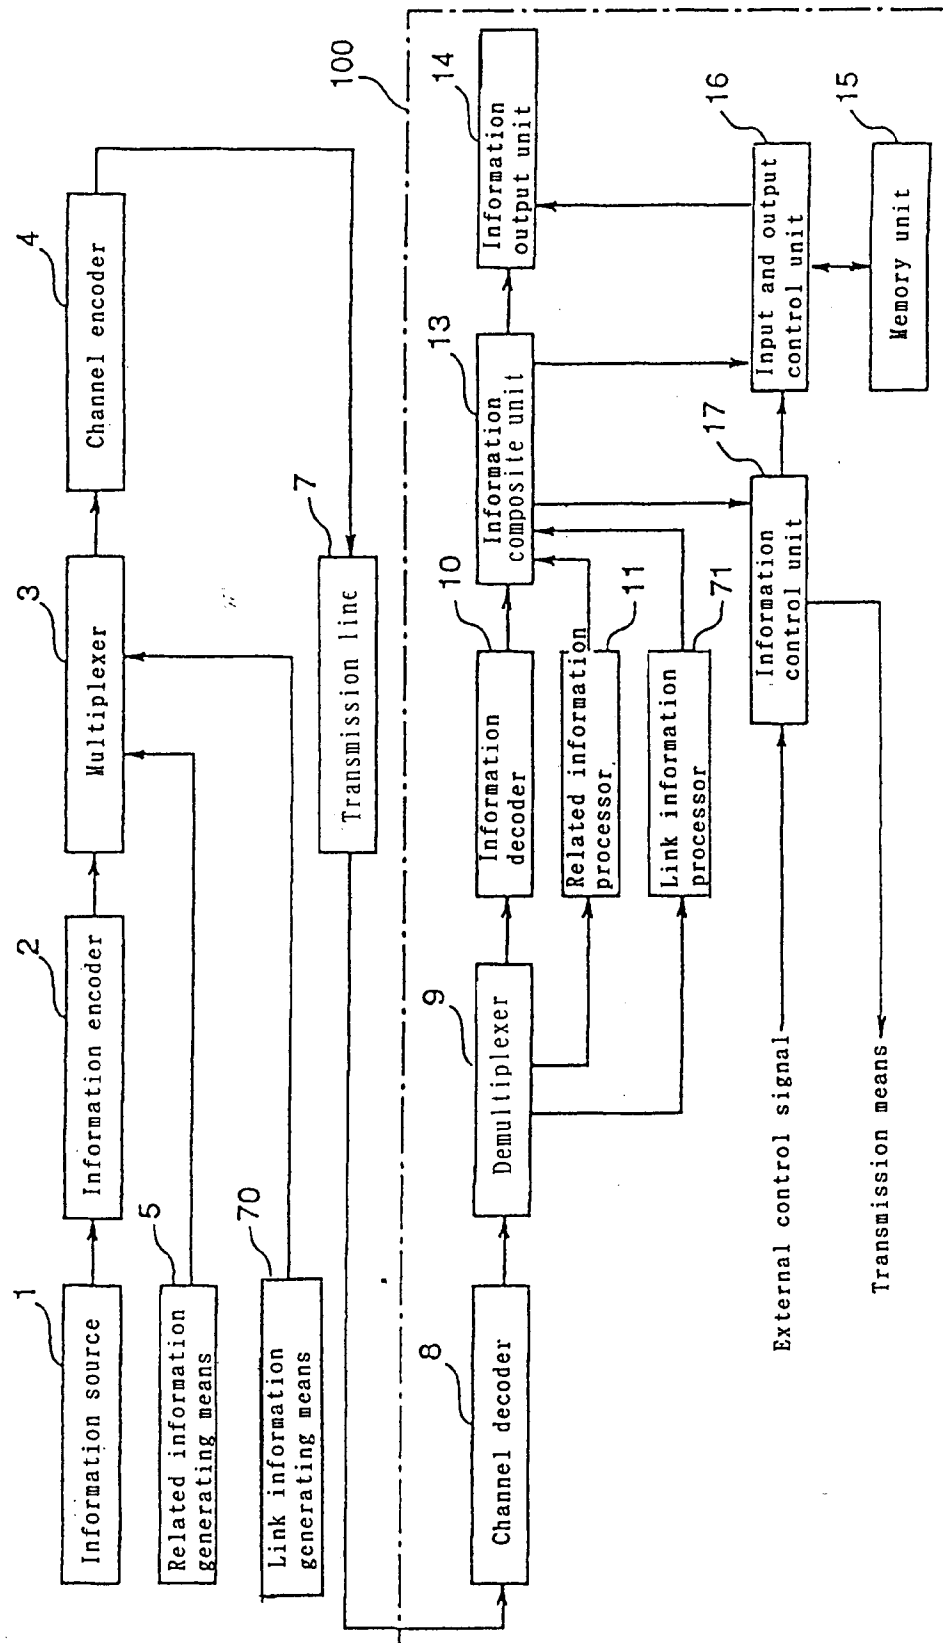 1
Information source
2
Information encoder
3
Multiplexer
4
Channel encoder
5
Related information
generating means
70
Link information
generating means
7
Transmission line
100
8
Channel decoder
9
Demultiplexer
10
Information
decoder
11
Related information
processor
71
Link information
processor
13
Information
composite unit
14
Information
output unit
17
Information
control unit
16
Input and output
control unit
15
Memory unit
External control signal
Transmission means